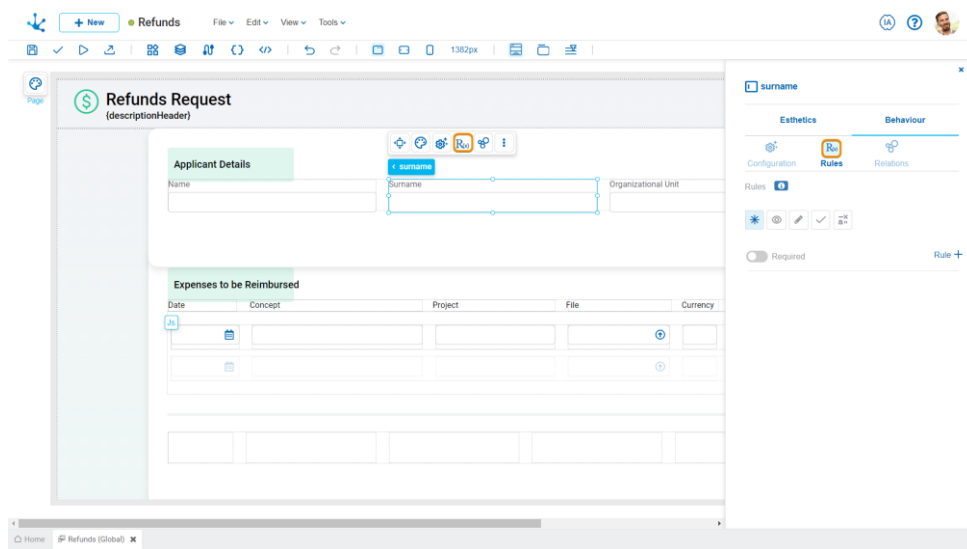 + New
Refunds
File
Edit
View
Tools
IA
?
1382px
Page
Refunds Request
{descriptionHeader}
surname
Esthetics
Behaviour
Configuration
Rules
Relations
Rules
Required
Rule +
Applicant Details
surname
Name
Surname
Organizational Unit
Expenses to be Reimbursed
Date
Concept
Project
File
Currency
Js
Home
Refunds (Global)